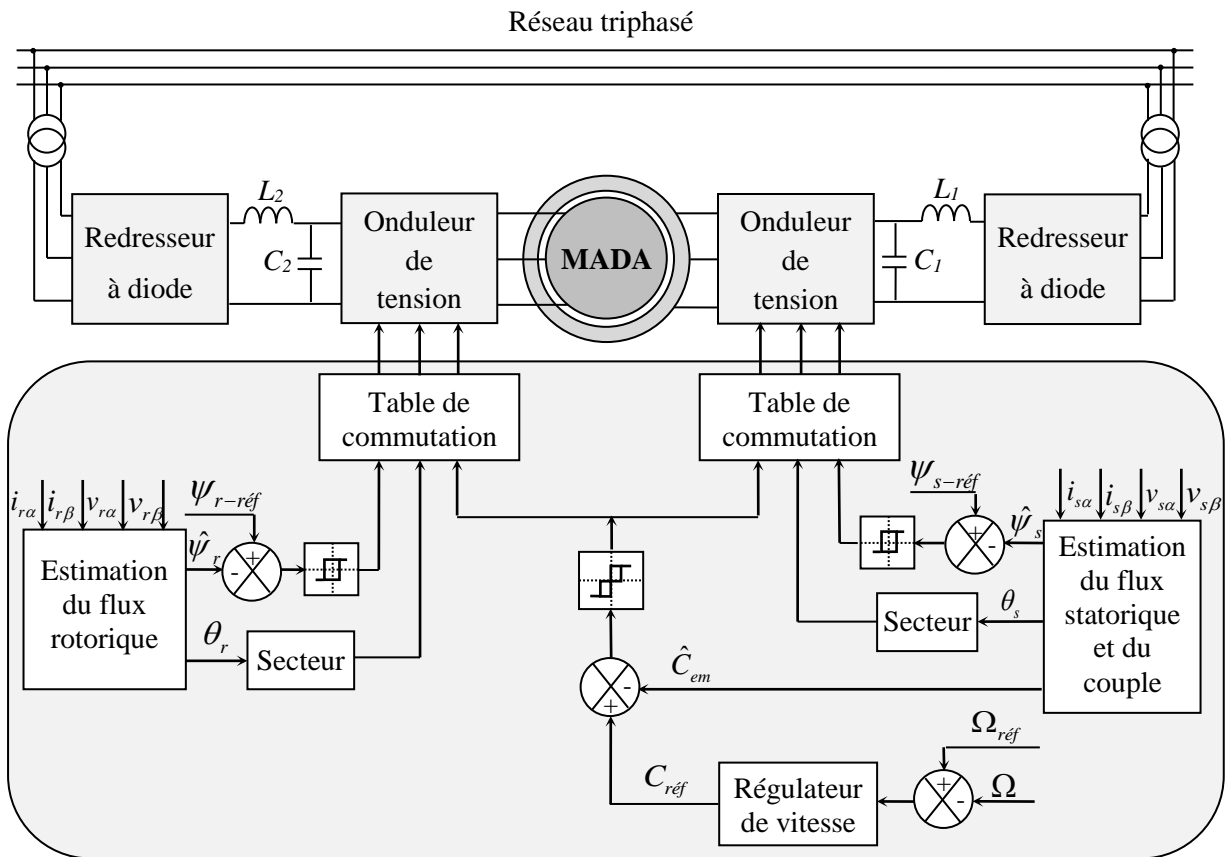 Réseau triphasé
Redresseur
à diode
L2
C2
Onduleur
de
tension
MADA
Onduleur
de
tension
L1
C1
Redresseur
à diode
Table de
commutation
Table de
commutation
irα irβ vrα vrβ
ψr−réf
ψ̂r
+
-
Estimation
du flux
rotorique
θr
Secteur
ψs−réf
isα isβ vsα vsβ
ψ̂s
+
-
Estimation
du flux
statorique
et du
couple
θs
Secteur
Ĉem
-
+
Ωréf
Ω
+
-
Créf
Régulateur
de vitesse